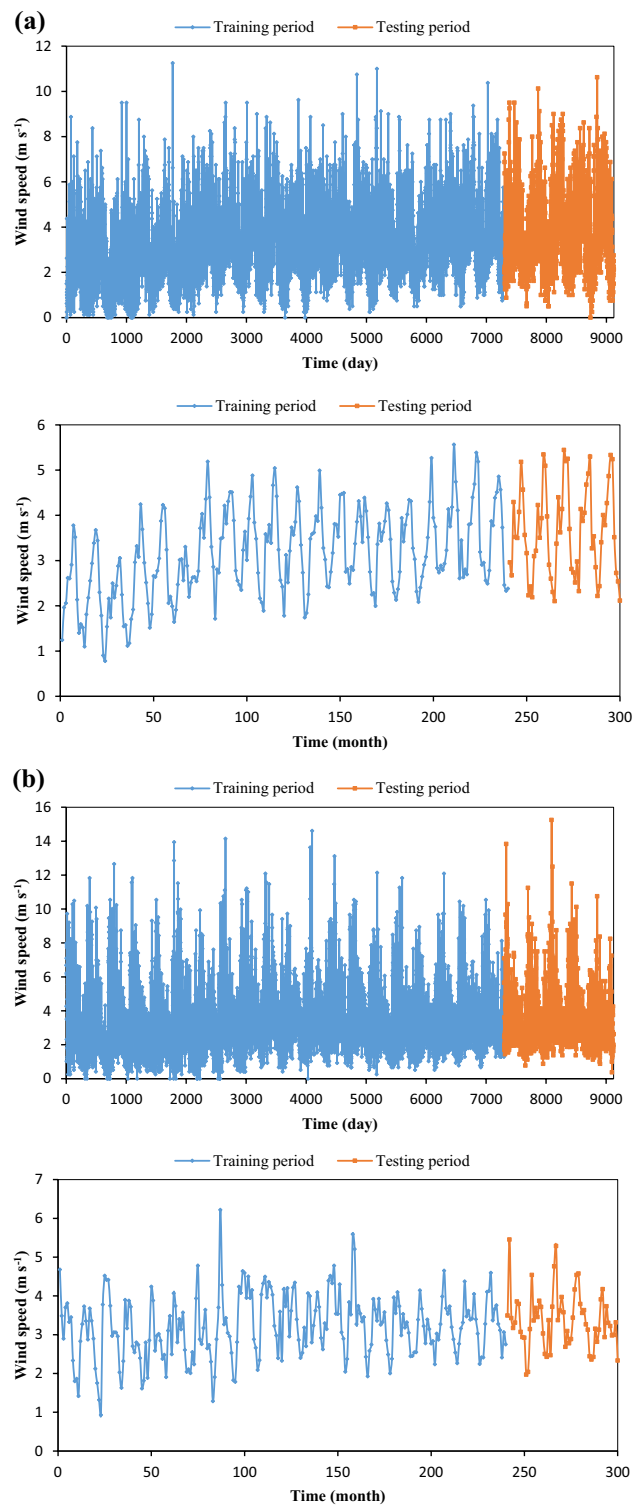 (a)
Training period Testing period
12
10
8
6
4
2
0
Wind speed (m s⁻¹)
0 1000 2000 3000 4000 5000 6000 7000 8000 9000
Time (day)
Training period Testing period
6
5
4
3
2
1
0
Wind speed (m s⁻¹)
0 50 100 150 200 250 300
Time (month)
(b)
Training period Testing period
16
14
12
10
8
6
4
2
0
Wind speed (m s⁻¹)
0 1000 2000 3000 4000 5000 6000 7000 8000 9000
Time (day)
Training period Testing period
7
6
5
4
3
2
1
0
Wind speed (m s⁻¹)
0 50 100 150 200 250 300
Time (month)